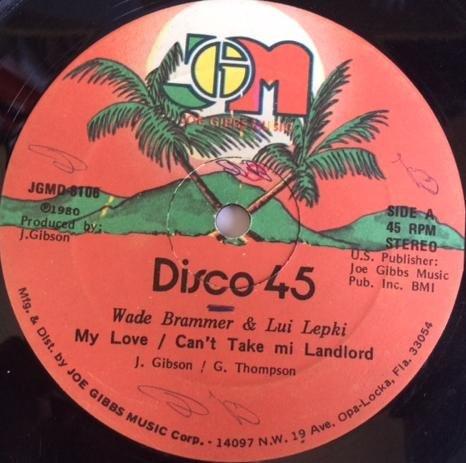 JGM
JOE GIBBS MUSIC
JGMD-8106
℗1980
Produced by:
J.Gibson
SIDE A
45 RPM
STEREO
U.S. Publisher:
Joe Gibbs Music
Pub. Inc. BMI
Disco 45
Wade Brammer & Lui Lepki
My Love / Can't Take mi Landlord
J. Gibson / G. Thompson
Mfg. & Dist. by JOE GIBBS MUSIC Corp. - 14097 N.W. 19 Ave. Opa-Locka, Fla. 33054